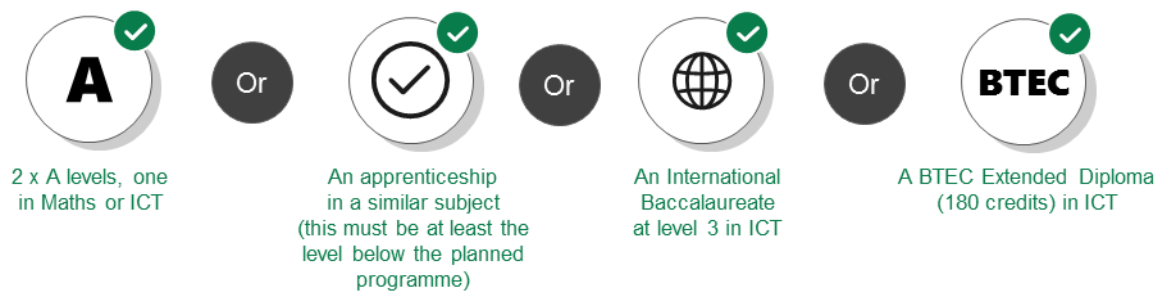 A
Or
Or
Or
BTEC
2 x A levels, one
in Maths or ICT
An apprenticeship
in a similar subject
(this must be at least the
level below the planned
programme)
An International
Baccalaureate
at level 3 in ICT
A BTEC Extended Diploma
(180 credits) in ICT